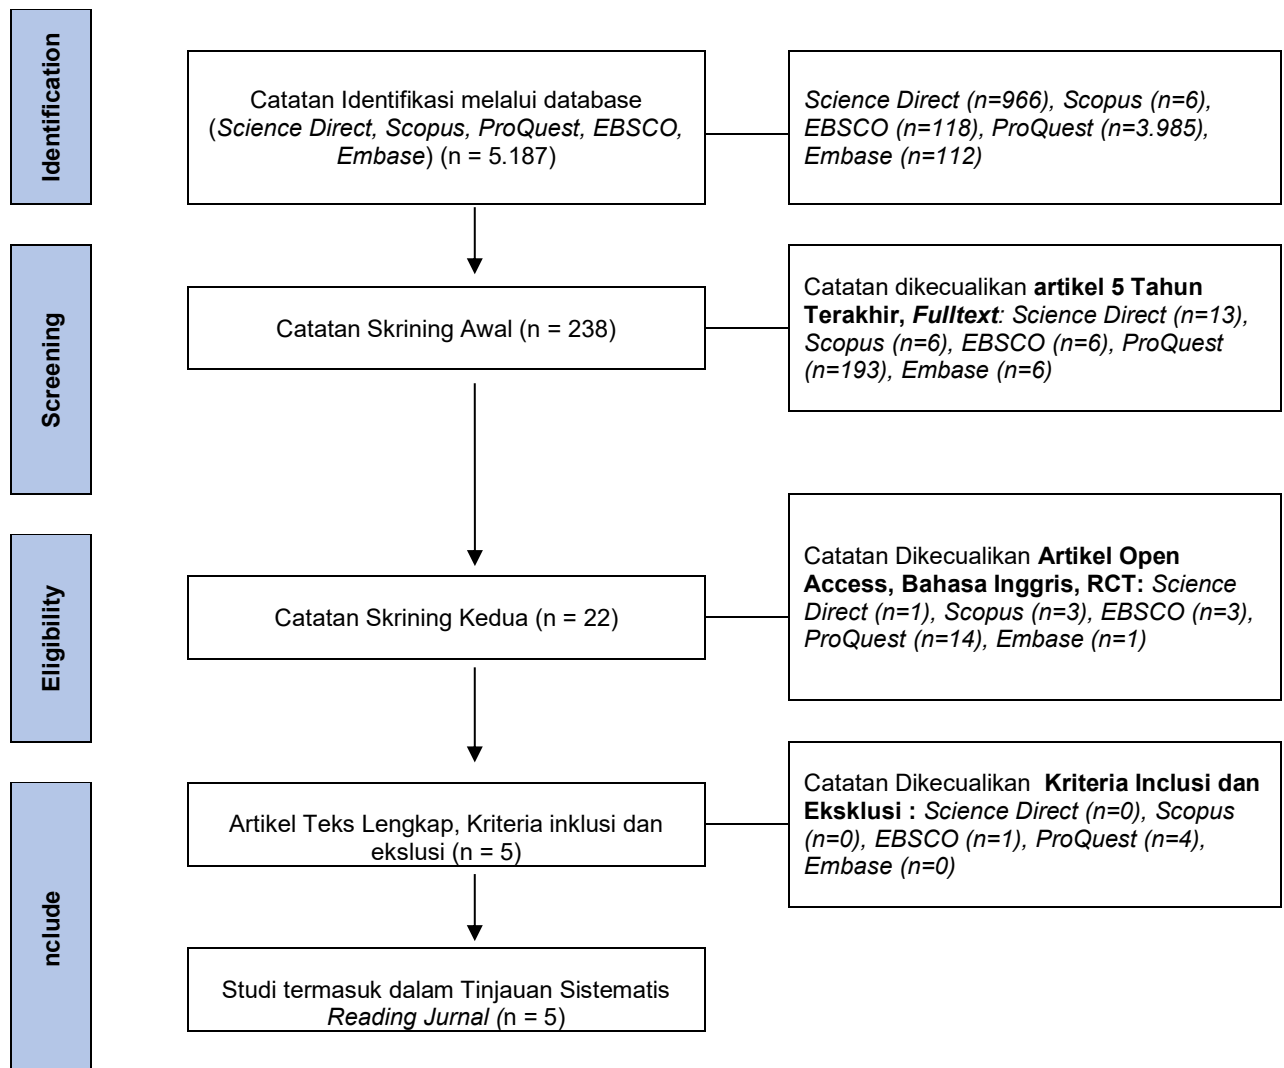 Identification
Catatan Identifikasi melalui database
(Science Direct, Scopus, ProQuest, EBSCO,
Embase) (n = 5.187)
Science Direct (n=966), Scopus (n=6),
EBSCO (n=118), ProQuest (n=3.985),
Embase (n=112)
Screening
Catatan Skrining Awal (n = 238)
Catatan dikecualikan artikel 5 Tahun
Terakhir, Fulltext: Science Direct (n=13),
Scopus (n=6), EBSCO (n=6), ProQuest
(n=193), Embase (n=6)
Eligibility
Catatan Skrining Kedua (n = 22)
Catatan Dikecualikan Artikel Open
Access, Bahasa Inggris, RCT: Science
Direct (n=1), Scopus (n=3), EBSCO (n=3),
ProQuest (n=14), Embase (n=1)
nclude
Artikel Teks Lengkap, Kriteria inklusi dan
ekslusi (n = 5)
Catatan Dikecualikan Kriteria Inclusi dan
Eksklusi : Science Direct (n=0), Scopus
(n=0), EBSCO (n=1), ProQuest (n=4),
Embase (n=0)
Studi termasuk dalam Tinjauan Sistematis
Reading Jurnal (n = 5)